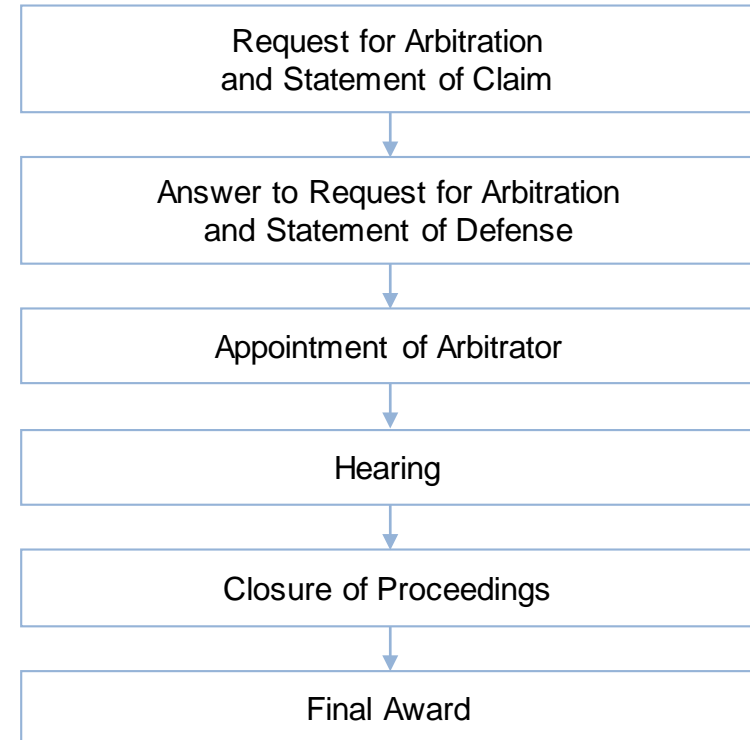 Request for Arbitration
and Statement of Claim
Answer to Request for Arbitration
and Statement of Defense
Appointment of Arbitrator
Hearing
Closure of Proceedings
Final Award